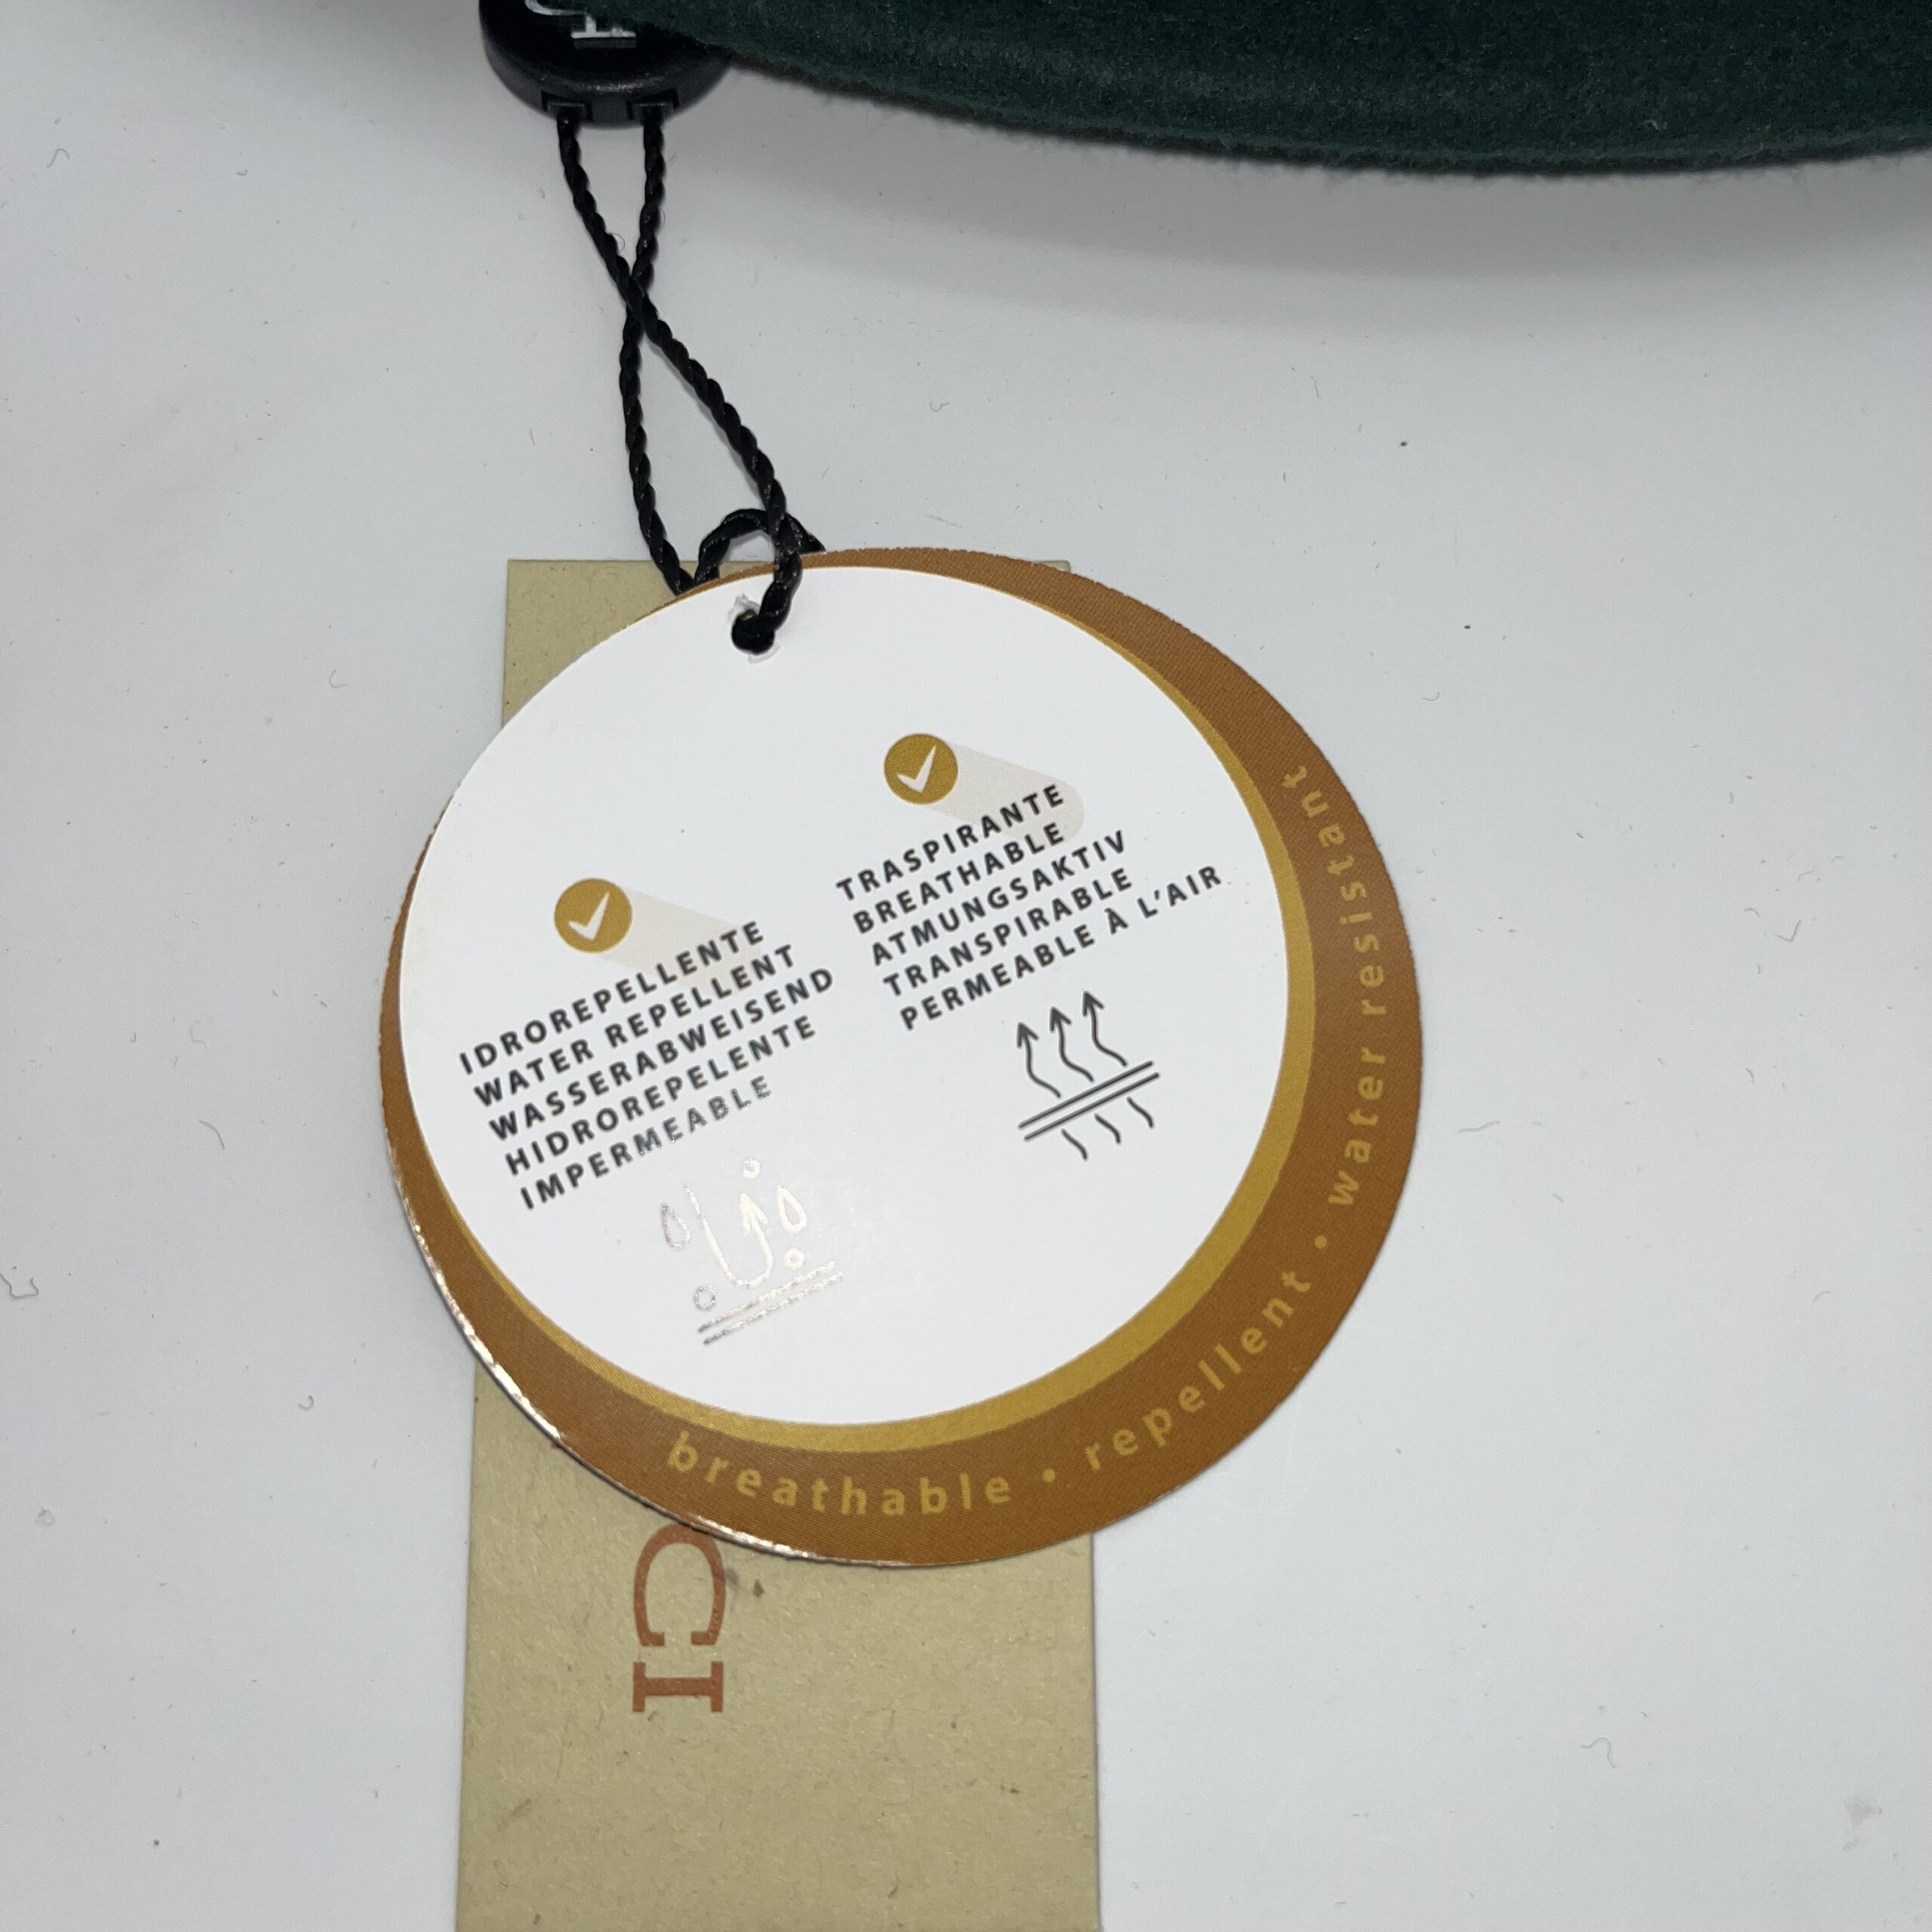 IDROREPELLENTE
WATER REPELLENT
WASSERABWEISEND
HIDROREPELENTE
IMPERMEABLE
TRASPIRANTE
BREATHABLE
ATMUNGSAKTIV
TRANSPIRABLE
PERMEABLE À L'AIR
breathable • repellent • water resistant
CI